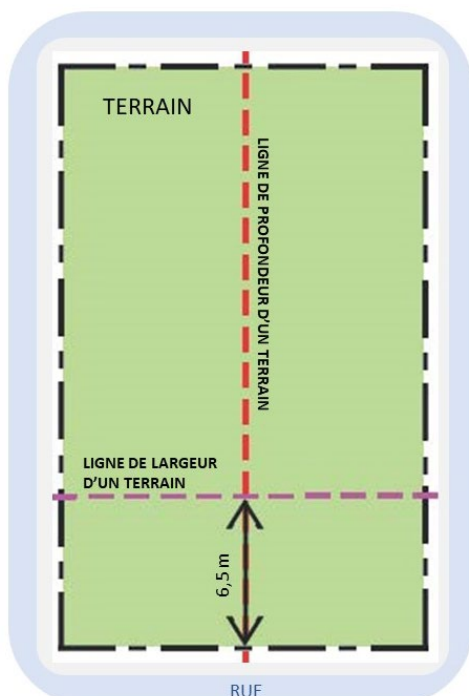 TERRAIN
LIGNE DE PROFONDEUR D'UN TERRAIN
LIGNE DE LARGEUR
D'UN TERRAIN
6,5 m
RUE